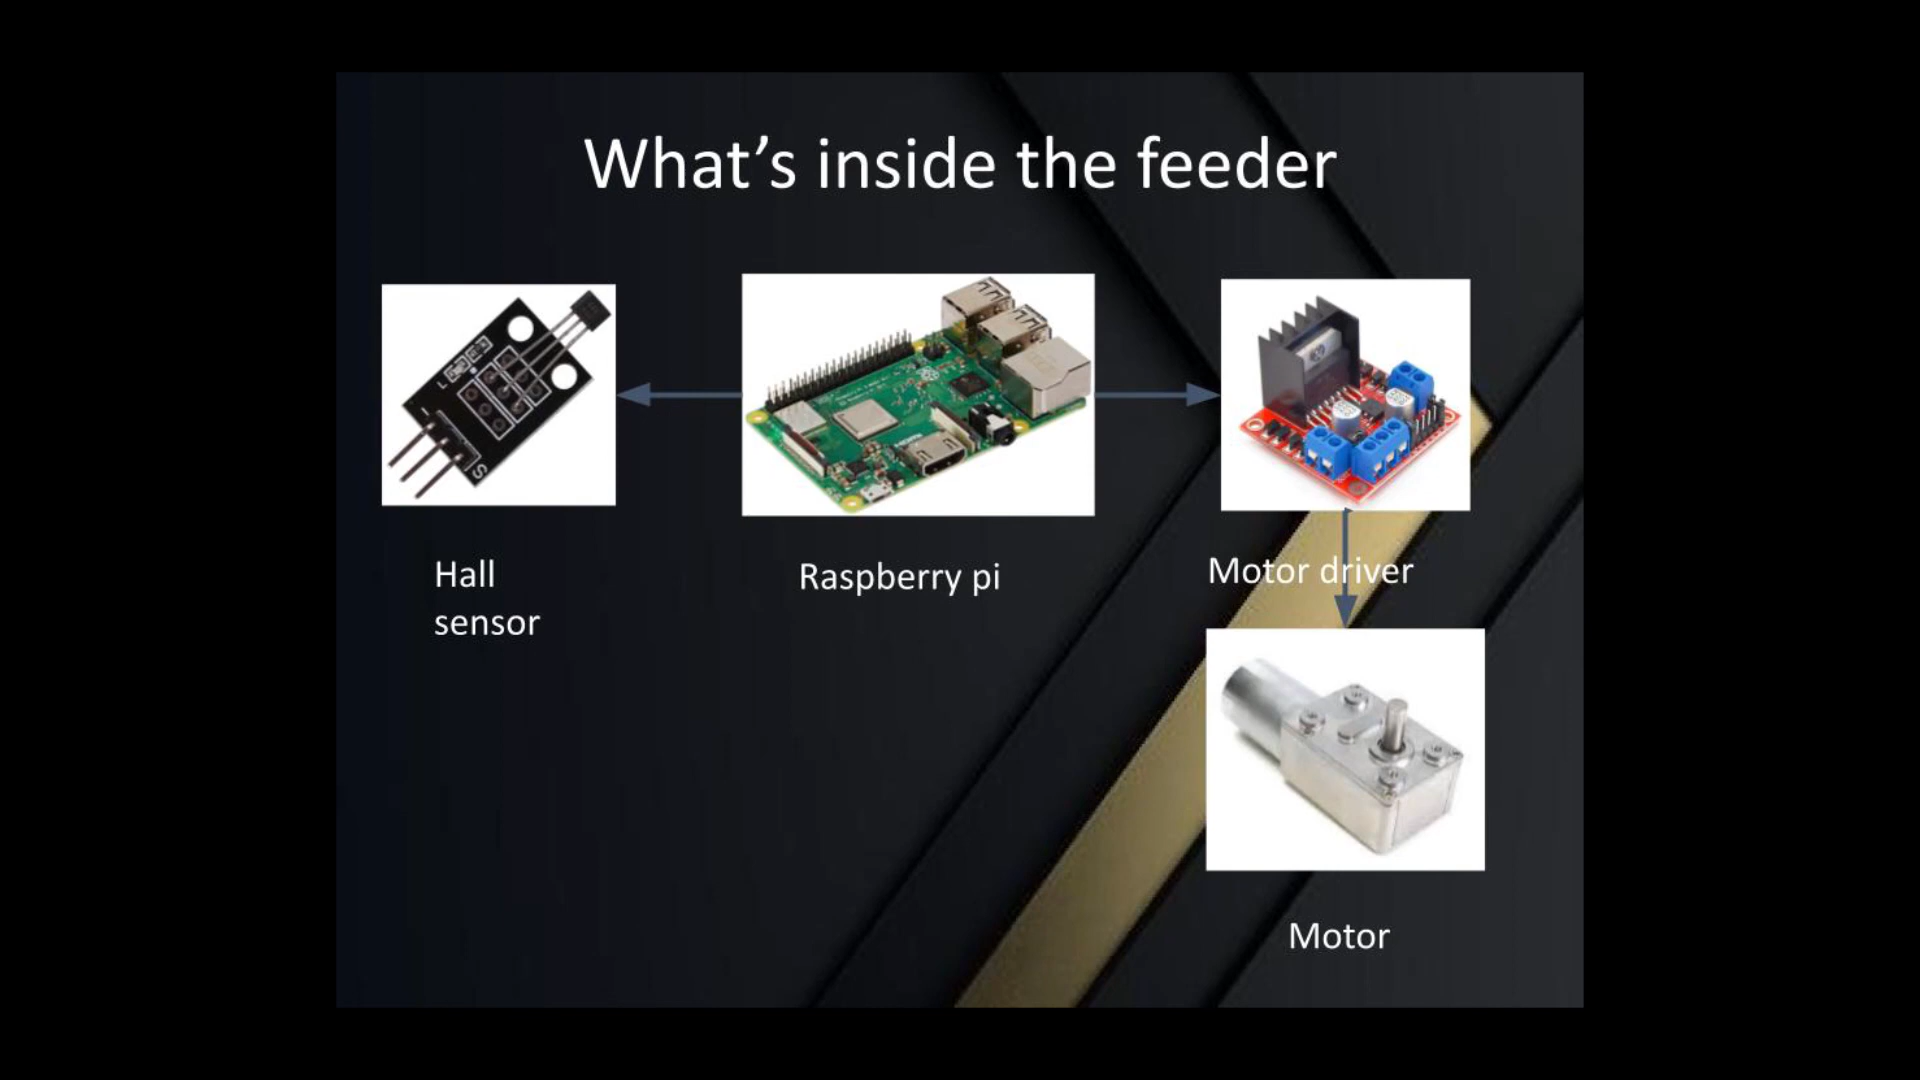 What’s inside the feeder
Hall
sensor
Raspberry pi
Motor driver
Motor
L
S